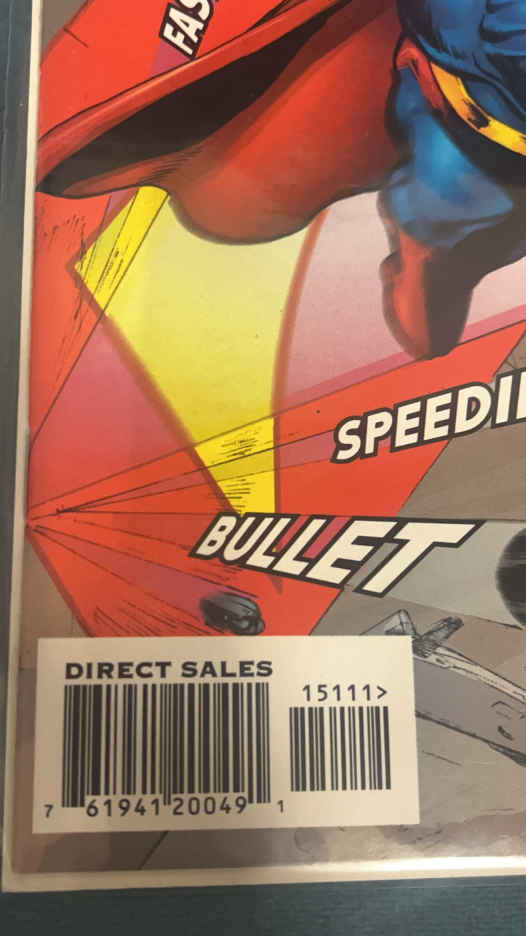 SPEEDI
BULLET
DIRECT SALES
15111>
7 61941 20049 1